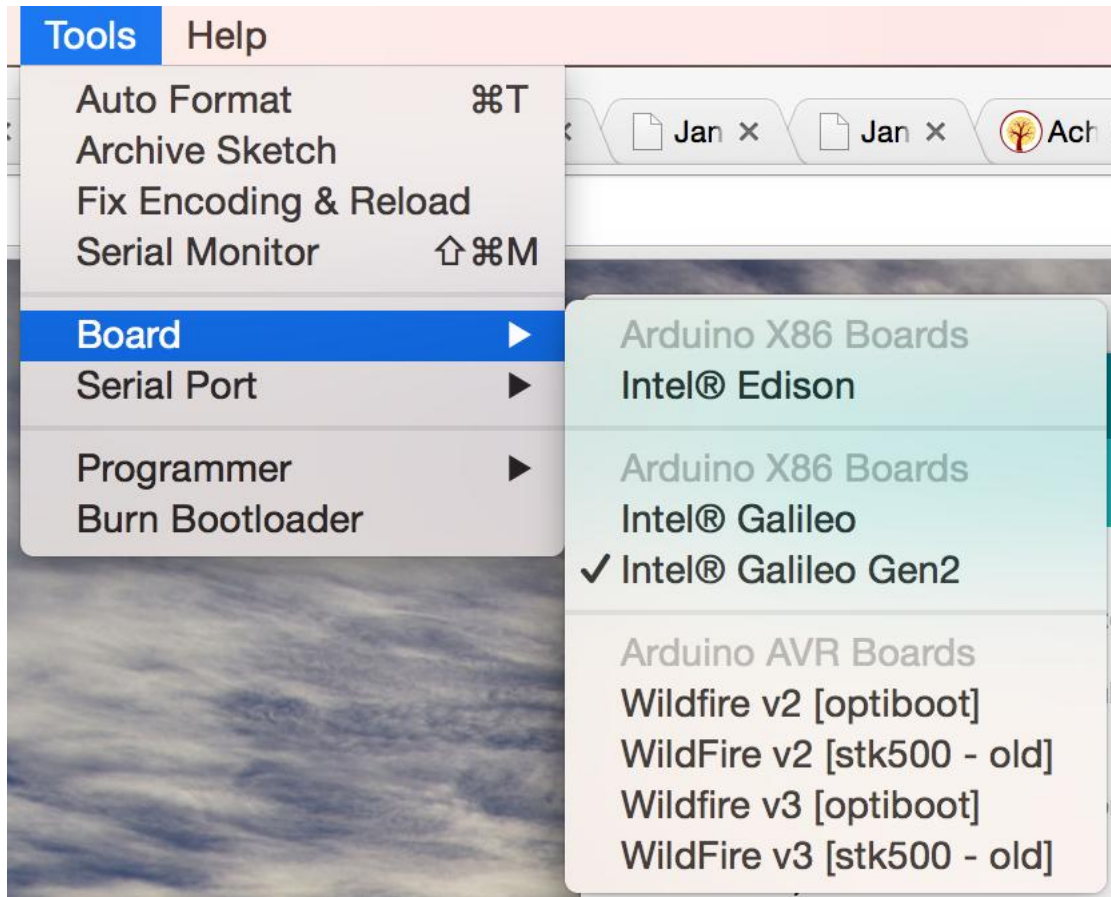 Tools Help
Auto Format ⌘T
Archive Sketch
Fix Encoding & Reload
Serial Monitor ⇧⌘M
Board ▶
Serial Port ▶
Programmer ▶
Burn Bootloader
Jan × Jan × Ach
Arduino X86 Boards
Intel® Edison
Arduino X86 Boards
Intel® Galileo
✓ Intel® Galileo Gen2
Arduino AVR Boards
Wildfire v2 [optiboot]
WildFire v2 [stk500 - old]
Wildfire v3 [optiboot]
WildFire v3 [stk500 - old]